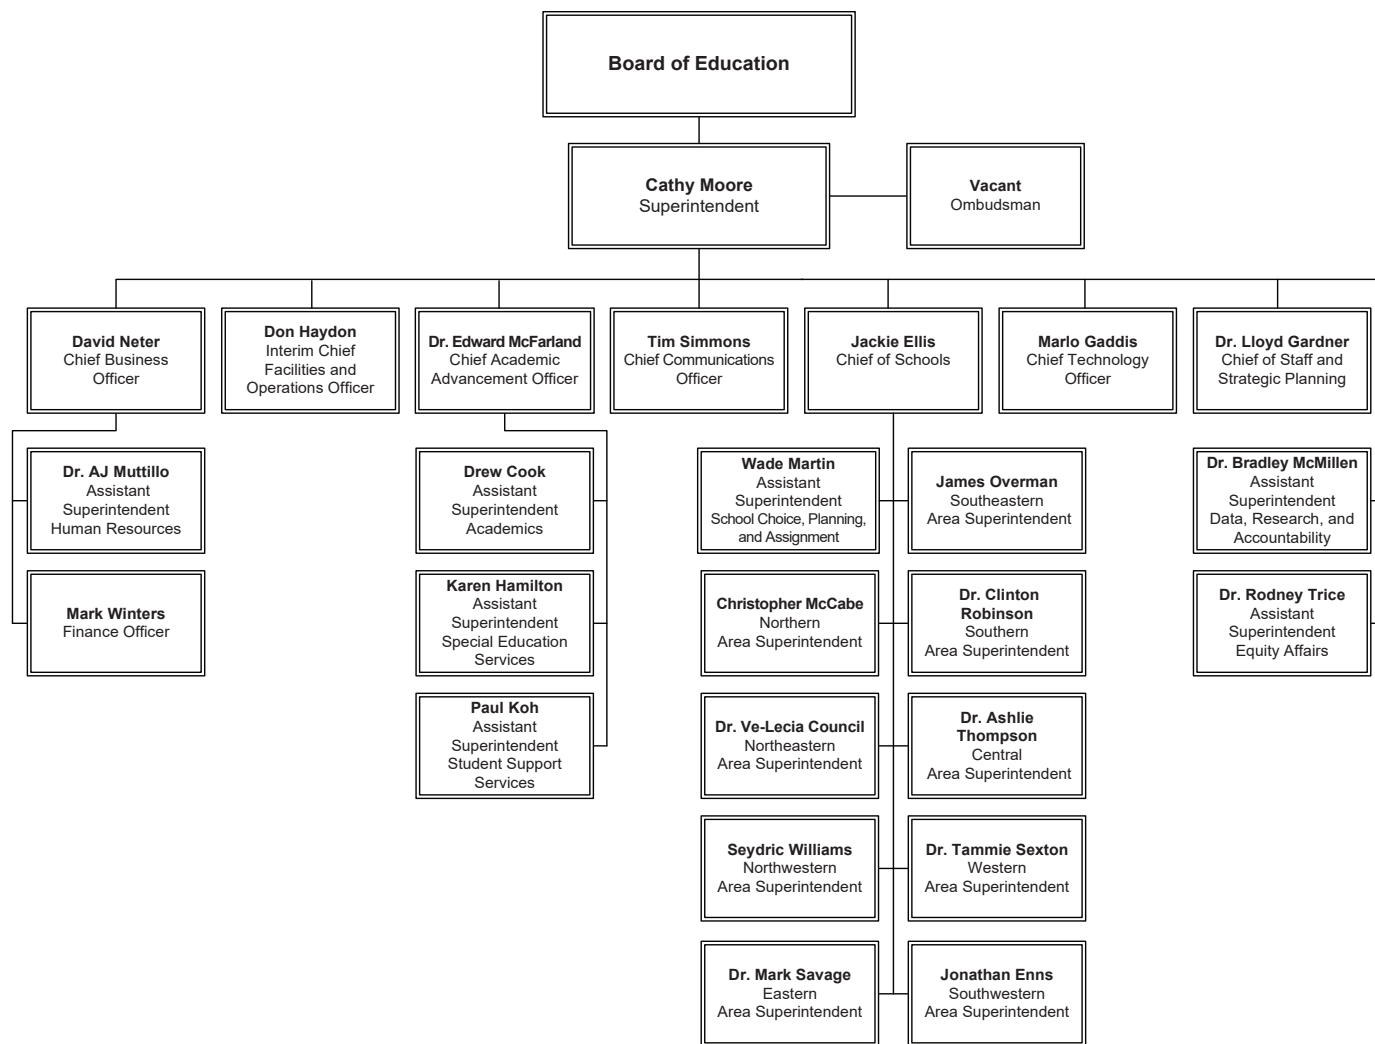 Board of Education
Cathy Moore
Superintendent
Vacant
Ombudsman
David Neter
Chief Business
Officer
Don Haydon
Interim Chief
Facilities and
Operations Officer
Dr. Edward McFarland
Chief Academic
Advancement Officer
Tim Simmons
Chief Communications
Officer
Jackie Ellis
Chief of Schools
Marlo Gaddis
Chief Technology
Officer
Dr. Lloyd Gardner
Chief of Staff and
Strategic Planning
Dr. AJ Muttillo
Assistant
Superintendent
Human Resources
Drew Cook
Assistant
Superintendent
Academics
Wade Martin
Assistant
Superintendent
School Choice, Planning,
and Assignment
James Overman
Southeastern
Area Superintendent
Dr. Bradley McMillen
Assistant
Superintendent
Data, Research, and
Accountability
Mark Winters
Finance Officer
Karen Hamilton
Assistant
Superintendent
Special Education
Services
Christopher McCabe
Northern
Area Superintendent
Dr. Clinton
Robinson
Southern
Area Superintendent
Dr. Rodney Trice
Assistant
Superintendent
Equity Affairs
Paul Koh
Assistant
Superintendent
Student Support
Services
Dr. Ve-Lecia Council
Northeastern
Area Superintendent
Dr. Ashlie
Thompson
Central
Area Superintendent
Seydric Williams
Northwestern
Area Superintendent
Dr. Tammie Sexton
Western
Area Superintendent
Dr. Mark Savage
Eastern
Area Superintendent
Jonathan Enns
Southwestern
Area Superintendent